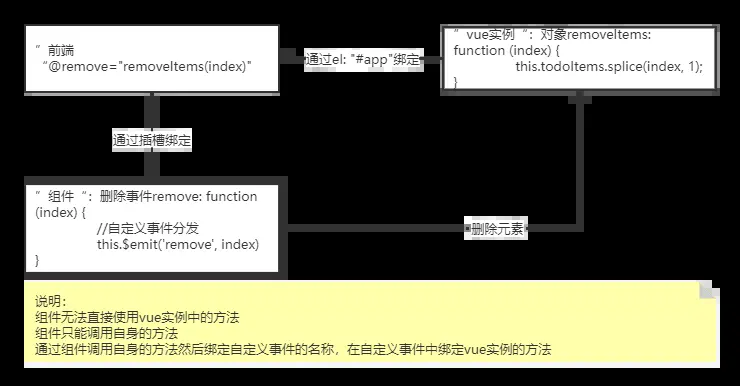 ”前端
“@remove="removeItems(index)"
通过el: "#app"绑定
”vue实例“：对象removeItems:
function (index) {
this.todoItems.splice(index, 1);
}
通过插槽绑定
”组件“：删除事件remove: function
(index) {
//自定义事件分发
this.$emit('remove', index)
}
删除元素
说明：
组件无法直接使用vue实例中的方法
组件只能调用自身的方法
通过组件调用自身的方法然后绑定自定义事件的名称，在自定义事件中绑定vue实例的方法